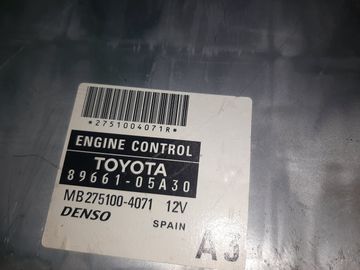 *2751004071R*
ENGINE CONTROL
TOYOTA
89661-05A30
MB275100-4071 12V
DENSO SPAIN
A3